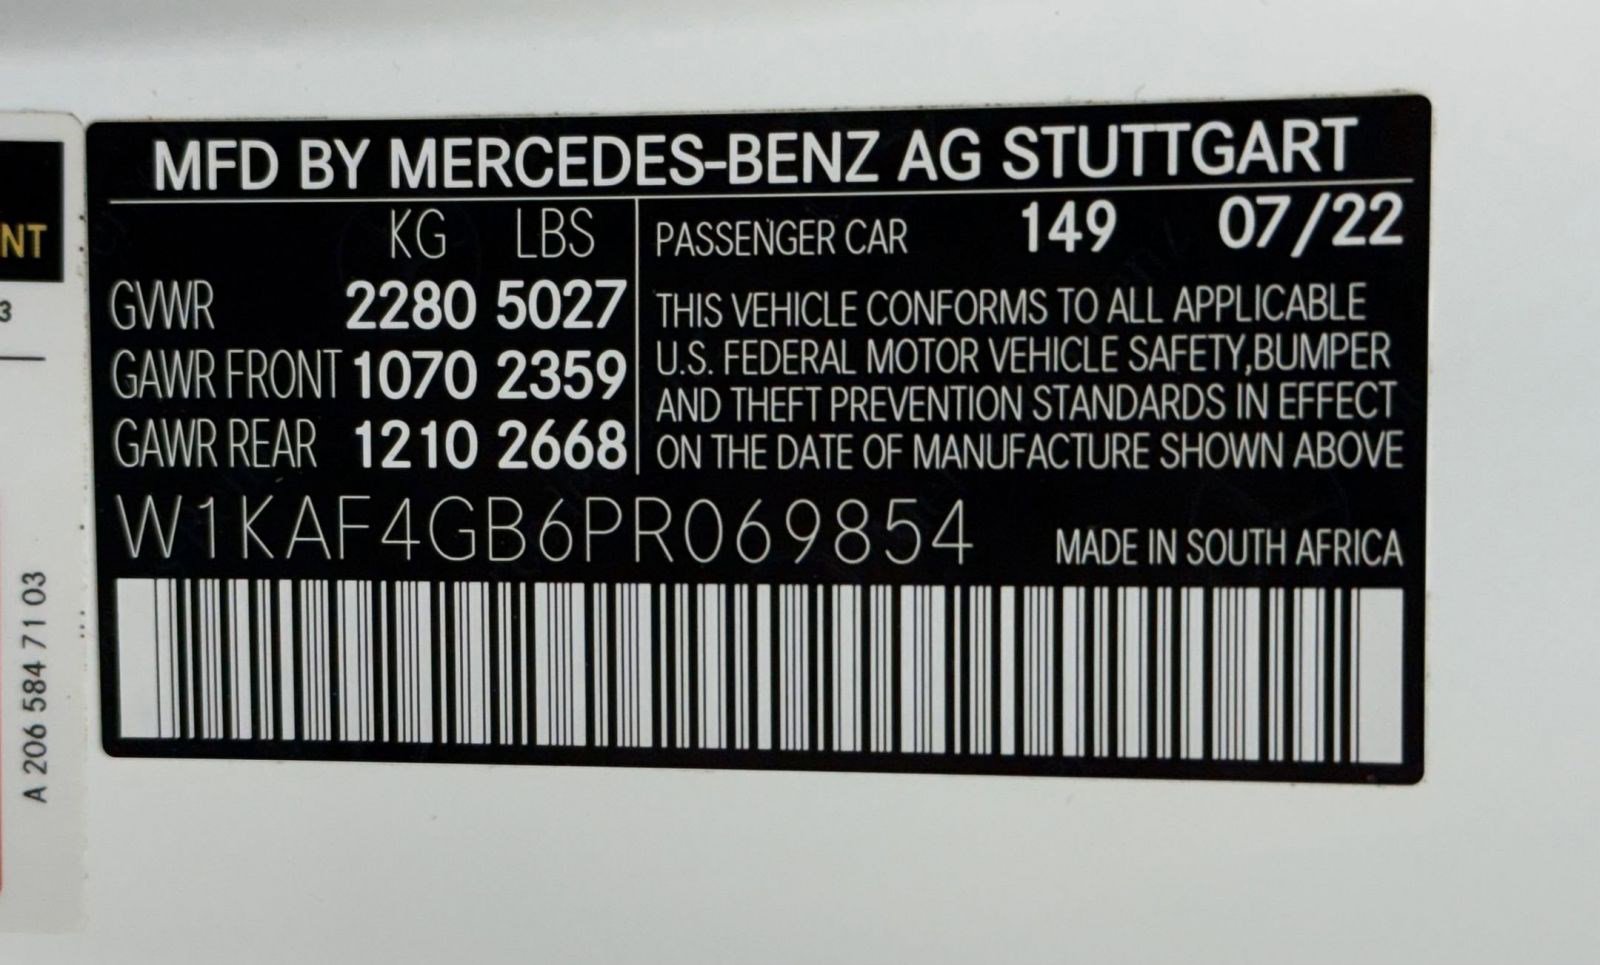 MFD BY MERCEDES-BENZ AG STUTTGART
KG LBS
GVWR 2280 5027
GAWR FRONT 1070 2359
GAWR REAR 1210 2668
PASSENGER CAR 149 07/22
THIS VEHICLE CONFORMS TO ALL APPLICABLE
U.S. FEDERAL MOTOR VEHICLE SAFETY,BUMPER
AND THEFT PREVENTION STANDARDS IN EFFECT
ON THE DATE OF MANUFACTURE SHOWN ABOVE
W1KAF4GB6PR069854
MADE IN SOUTH AFRICA
NT
3
A 206 584 71 03